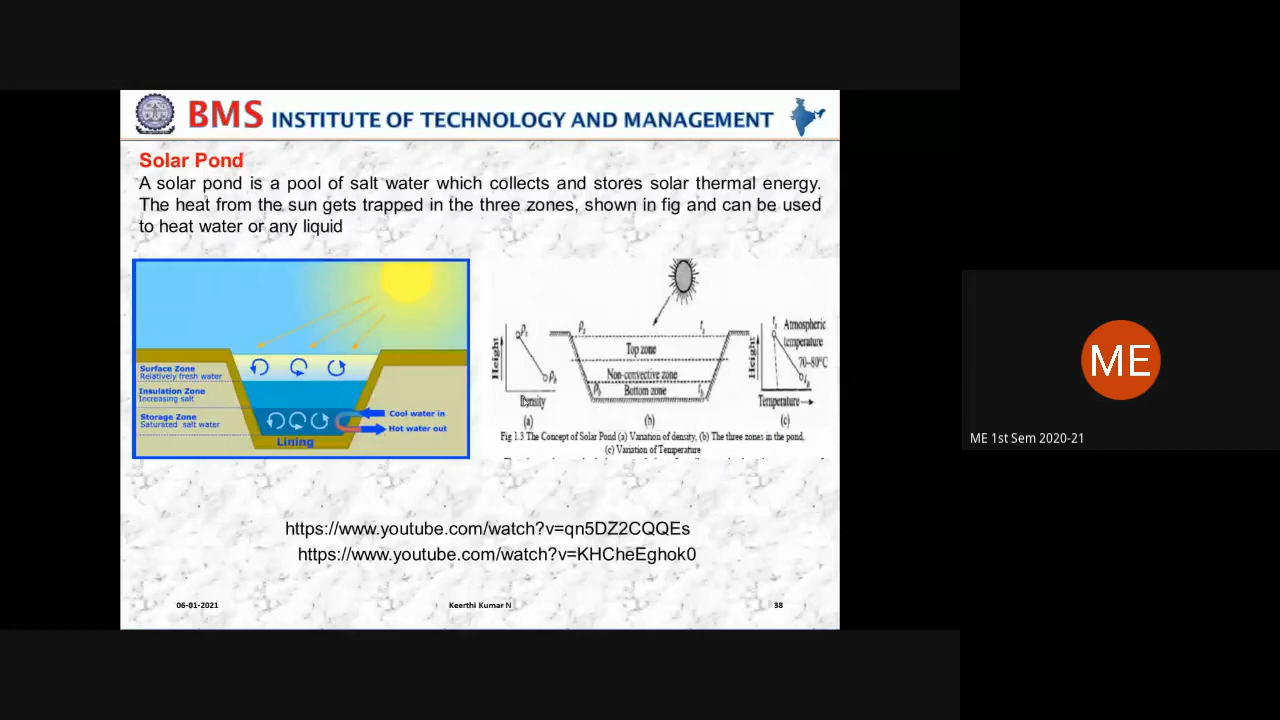 BMS INSTITUTE OF TECHNOLOGY AND MANAGEMENT
Solar Pond
A solar pond is a pool of salt water which collects and stores solar thermal energy.
The heat from the sun gets trapped in the three zones, shown in fig and can be used
to heat water or any liquid
Surface Zone
Relatively fresh water
Insulation Zone
Increasing salt
Storage Zone
Saturated salt water
Cool water in
Hot water out
Lining
Height
Density
(a)
Top zone
Non-convective zone
Bottom zone
(b)
Height
Atmospheric
temperature
70-80°C
Temperature
(c)
Fig 1.3 The Concept of Solar Pond (a) Variation of density, (b) The three zones in the pond.
(c) Variation of Temperature
https://www.youtube.com/watch?v=qn5DZ2CQQEs
https://www.youtube.com/watch?v=KHCheEghok0
06-01-2021
Keerthi Kumar N
38
ME
ME 1st Sem 2020-21